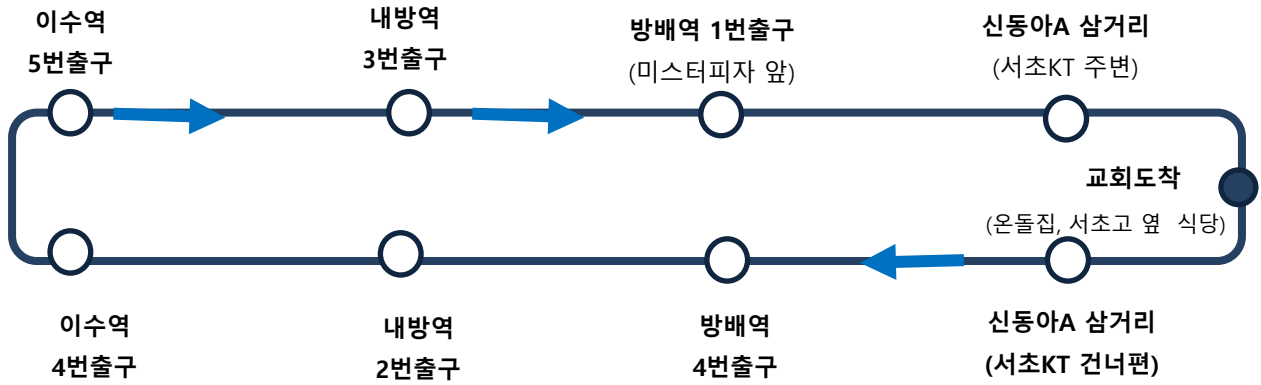 이수역
5번출구
내방역
3번출구
방배역 1번출구
(미스터피자 앞)
신동아A 삼거리
(서초KT 주변)
교회도착
(온돌집, 서초고 옆 식당)
이수역
4번출구
내방역
2번출구
방배역
4번출구
신동아A 삼거리
(서초KT 건너편)